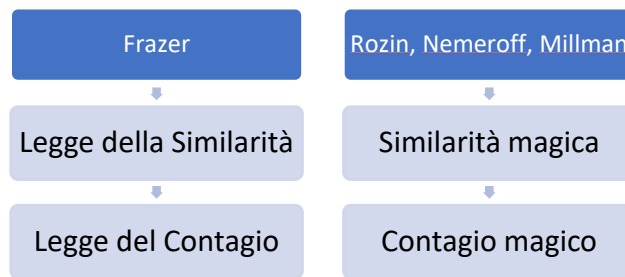 Frazer
Legge della Similarità
Legge del Contagio
Rozin, Nemeroff, Millman
Similarità magica
Contagio magico